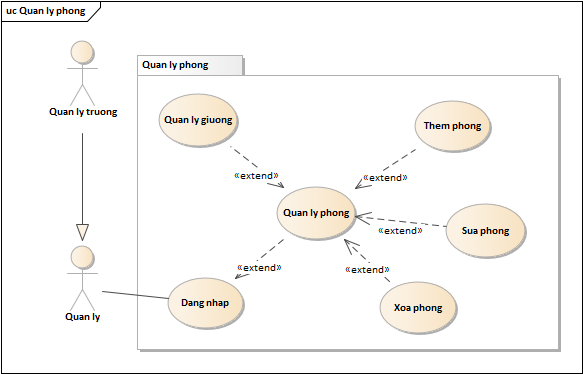 uc Quan ly phong
Quan ly truong
Quan ly
Quan ly phong
Quan ly giuong
Them phong
«extend»
«extend»
Quan ly phong
«extend»
Sua phong
«extend»
«extend»
Dang nhap
Xoa phong